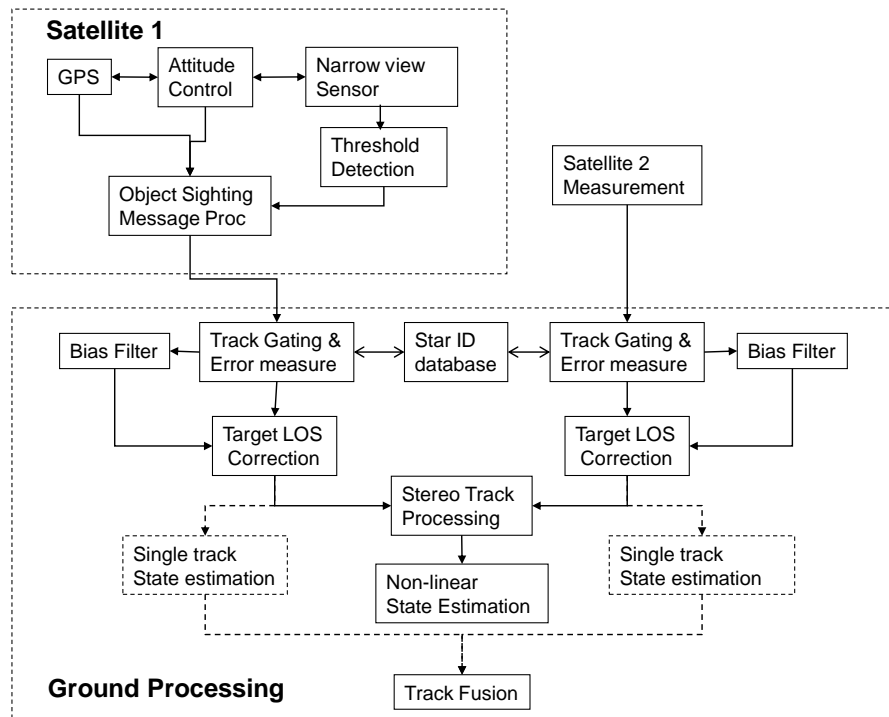 Satellite 1
GPS
Attitude
Control
Narrow view
Sensor
Threshold
Detection
Object Sighting
Message Proc
Satellite 2
Measurement
Bias Filter
Track Gating &
Error measure
Star ID
database
Track Gating &
Error measure
Bias Filter
Target LOS
Correction
Target LOS
Correction
Stereo Track
Processing
Single track
State estimation
Non-linear
State Estimation
Single track
State estimation
Ground Processing
Track Fusion